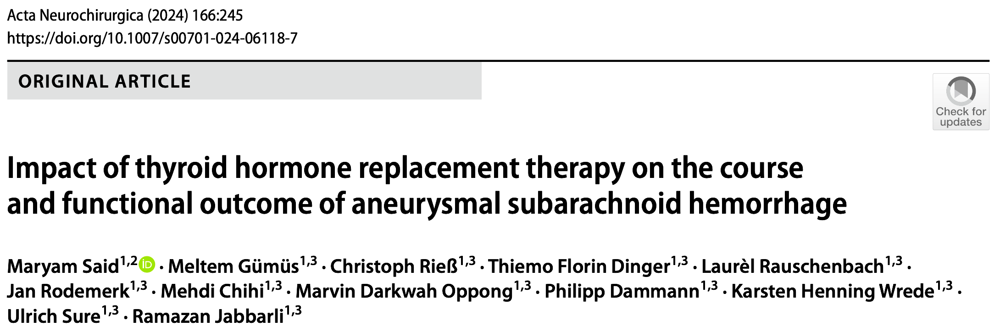 Acta Neurochirurgica (2024) 166:245
https://doi.org/10.1007/s00701-024-06118-7
ORIGINAL ARTICLE
Check for
updates
Impact of thyroid hormone replacement therapy on the course
and functional outcome of aneurysmal subarachnoid hemorrhage
Maryam Said1,2 iD · Meltem Gümüs1,3 · Christoph Rieß1,3 · Thiemo Florin Dinger1,3 · Laurèl Rauschenbach1,3 ·
Jan Rodemerk1,3 · Mehdi Chihi1,3 · Marvin Darkwah Oppong1,3 · Philipp Dammann1,3 · Karsten Henning Wrede1,3 ·
Ulrich Sure1,3 · Ramazan Jabbarli1,3